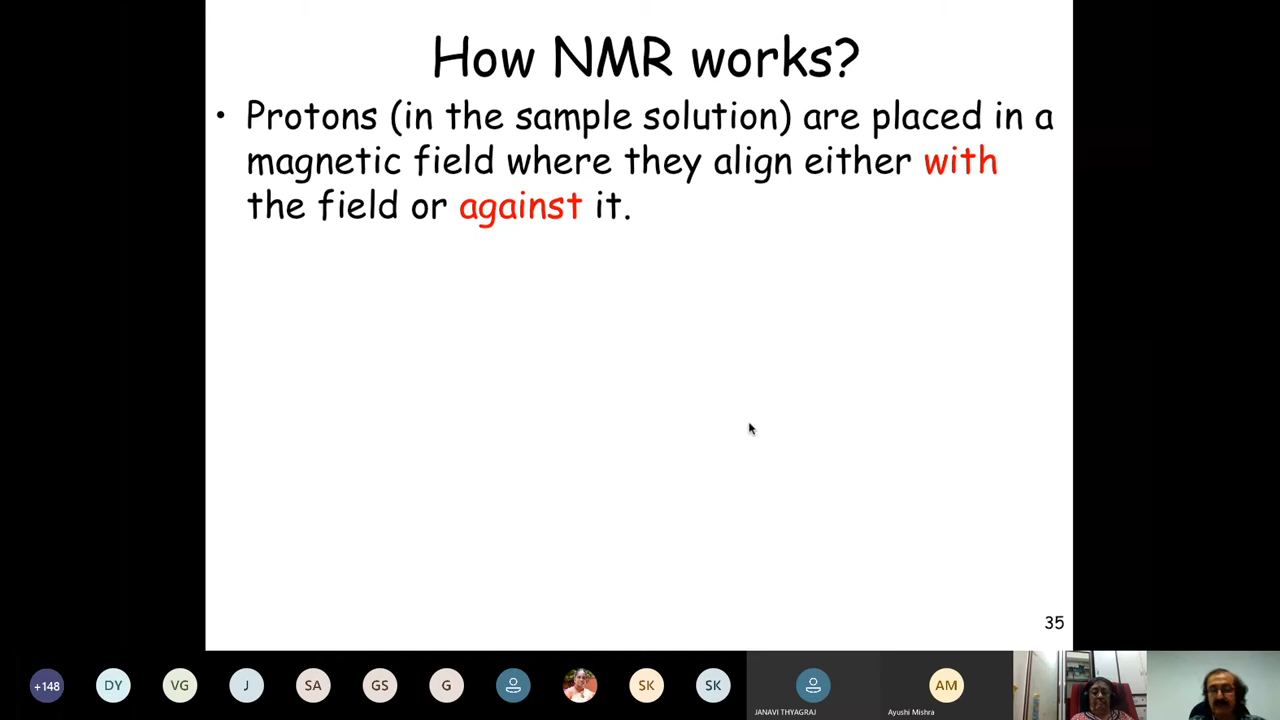 How NMR works?
• Protons (in the sample solution) are placed in a
magnetic field where they align either with
the field or against it.
35
+148
DY
VG
J
SA
GS
G
SK
SK
JANAVI THYAGRAJ
AM
Ayushi Mishra